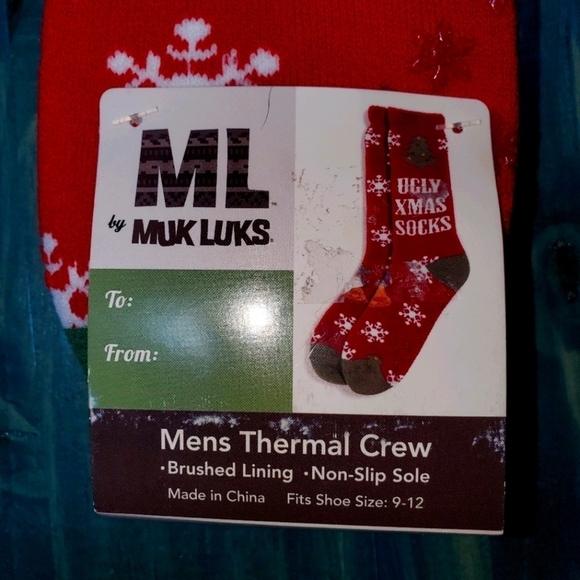 ML
by MUK LUKS
UGLY
XMAS
SOCKS
To:
From:
Mens Thermal Crew
·Brushed Lining ·Non-Slip Sole
Made in China Fits Shoe Size: 9-12